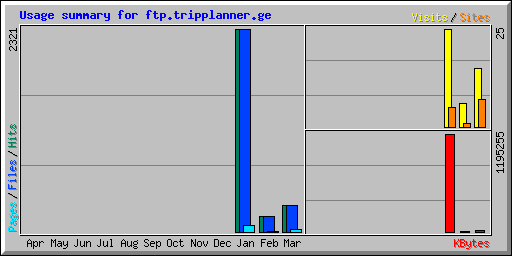 Usage summary for ftp.tripplanner.ge
Visits/Sites
2321
25
Pages/Files/Hits
1195255
Apr May Jun Jul Aug Sep Oct Nov Dec Jan Feb Mar
KBytes